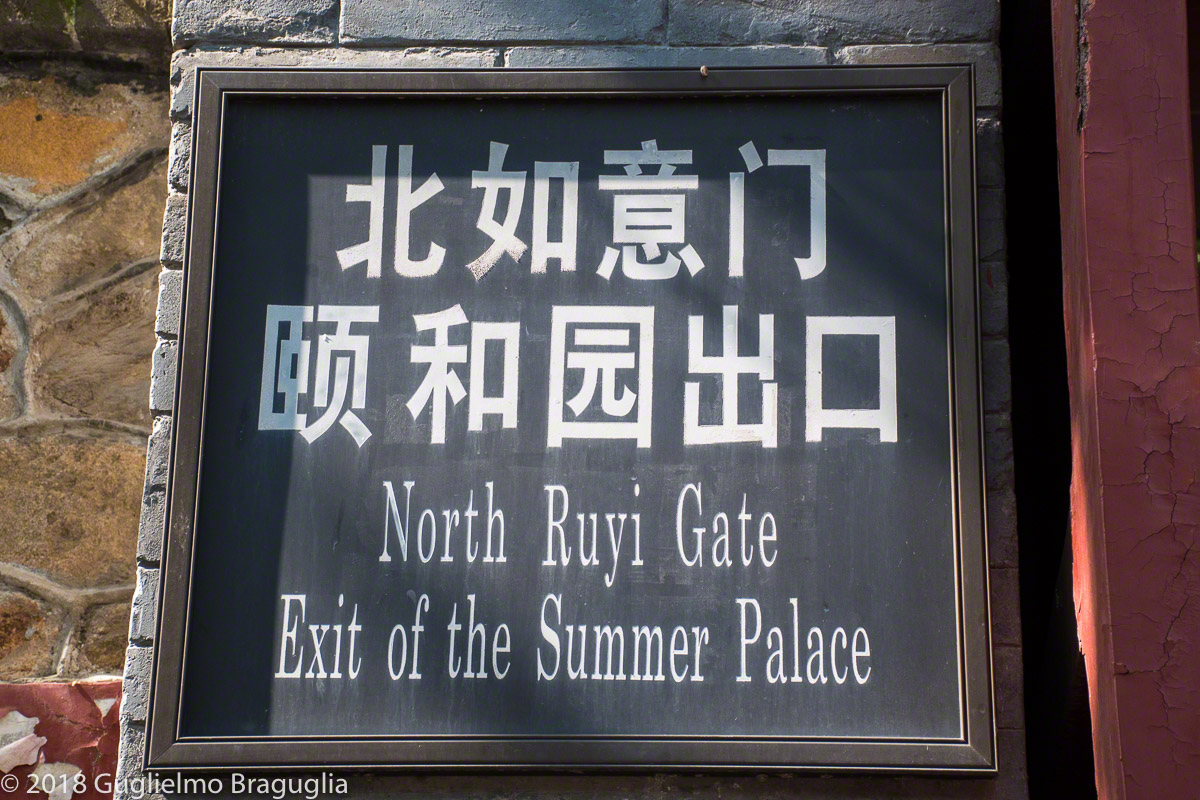 北如意门
颐和园出口
North Ruyi Gate
Exit of the Summer Palace
© 2018 Guglielmo Braguglia